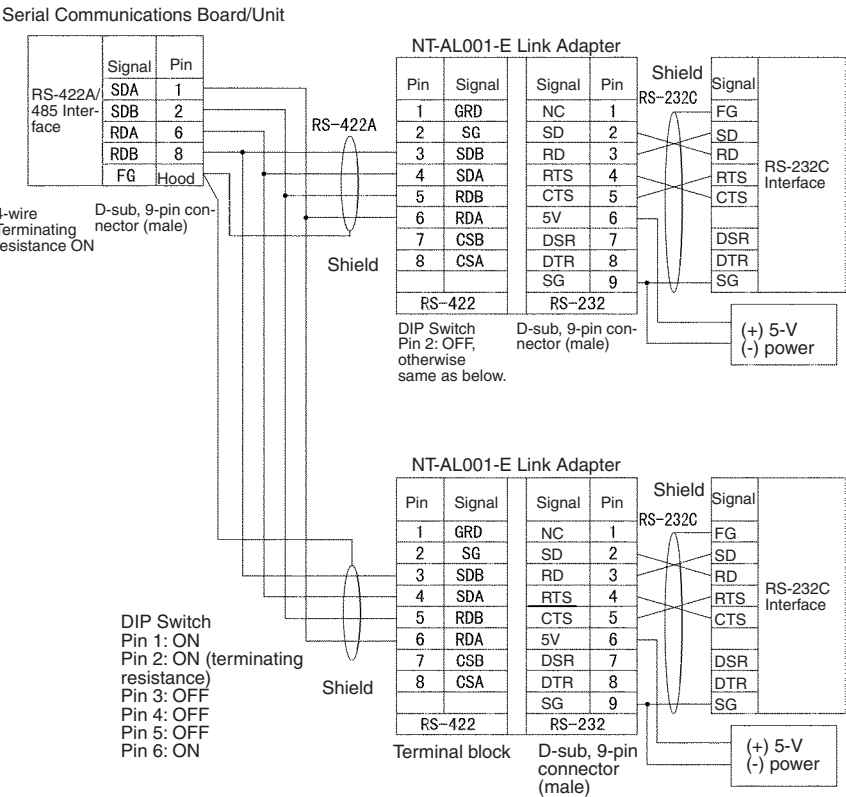 Serial Communications Board/Unit
Signal Pin
RS-422A/
485 Inter-
face
SDA 1
SDB 2
RDA 6
RDB 8
FG Hood
4-wire
Terminating
resistance ON
D-sub, 9-pin con-
nector (male)
RS-422A
Shield
NT-AL001-E Link Adapter
Pin Signal Signal Pin
1 GRD NC 1
2 SG SD 2
3 SDB RD 3
4 SDA RTS 4
5 RDB CTS 5
6 RDA 5V 6
7 CSB DSR 7
8 CSA DTR 8
SG 9
RS-422 RS-232
DIP Switch
Pin 2: OFF,
otherwise
same as below.
D-sub, 9-pin con-
nector (male)
Shield
RS-232C
Signal
FG
SD
RD
RTS
CTS
DSR
DTR
SG
RS-232C
Interface
(+) 5-V
(-) power
NT-AL001-E Link Adapter
Pin Signal Signal Pin
1 GRD NC 1
2 SG SD 2
3 SDB RD 3
4 SDA RTS 4
5 RDB CTS 5
6 RDA 5V 6
7 CSB DSR 7
8 CSA DTR 8
SG 9
RS-422 RS-232
Terminal block
D-sub, 9-pin
connector
(male)
Shield
RS-232C
Signal
FG
SD
RD
RTS
CTS
DSR
DTR
SG
RS-232C
Interface
(+) 5-V
(-) power
DIP Switch
Pin 1: ON
Pin 2: ON (terminating
resistance)
Pin 3: OFF
Pin 4: OFF
Pin 5: OFF
Pin 6: ON
Shield